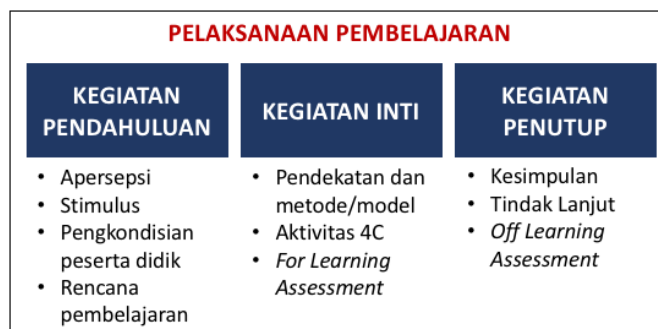 PELAKSANAAN PEMBELAJARAN
KEGIATAN
PENDAHULUAN
• Apersepsi
• Stimulus
• Pengkondisian
peserta didik
• Rencana
pembelajaran
KEGIATAN INTI
• Pendekatan dan
metode/model
• Aktivitas 4C
• For Learning
Assessment
KEGIATAN
PENUTUP
• Kesimpulan
• Tindak Lanjut
• Off Learning
Assessment